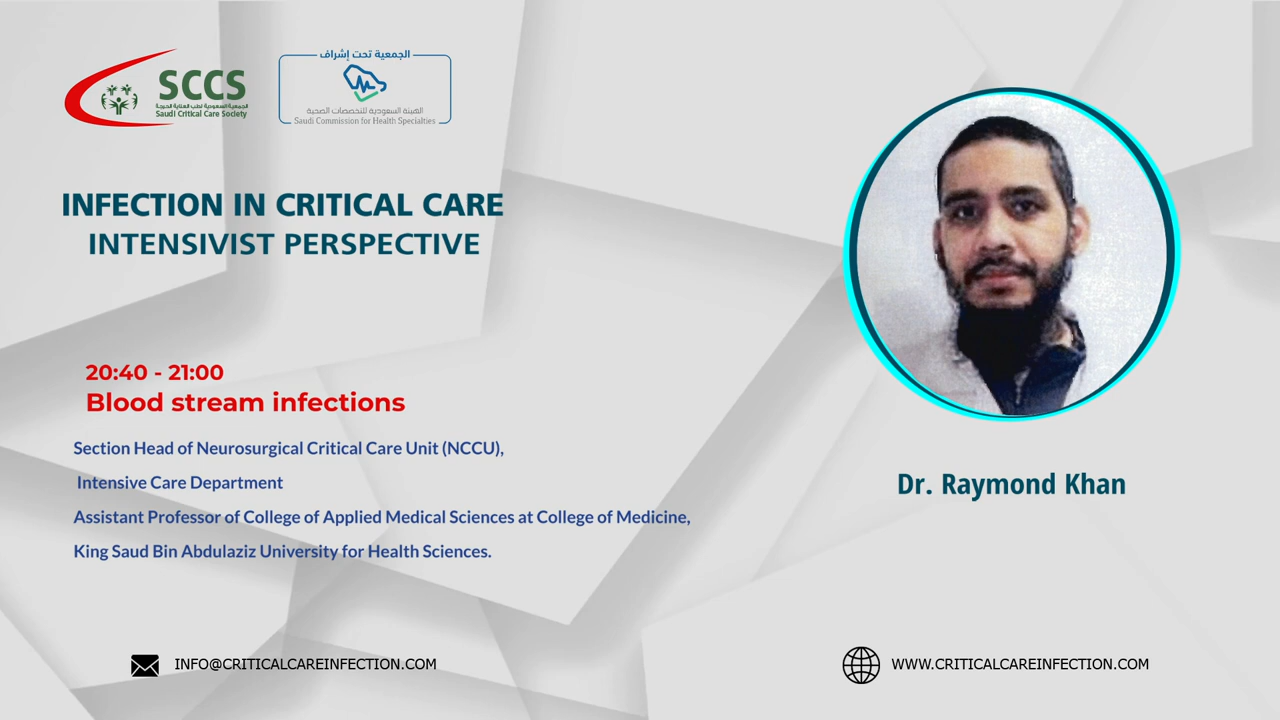 SCCS
الجمعية السعودية لطب العناية الحرجة
Saudi Critical Care Society
الجمعية تحت إشراف
الهيئة السعودية للتخصصات الصحية
Saudi Commission for Health Specialties
INFECTION IN CRITICAL CARE
INTENSIVIST PERSPECTIVE
20:40 - 21:00
Blood stream infections
Section Head of Neurosurgical Critical Care Unit (NCCU),
Intensive Care Department
Assistant Professor of College of Applied Medical Sciences at College of Medicine,
King Saud Bin Abdulaziz University for Health Sciences.
Dr. Raymond Khan
INFO@CRITICALCAREINFECTION.COM
WWW.CRITICALCAREINFECTION.COM